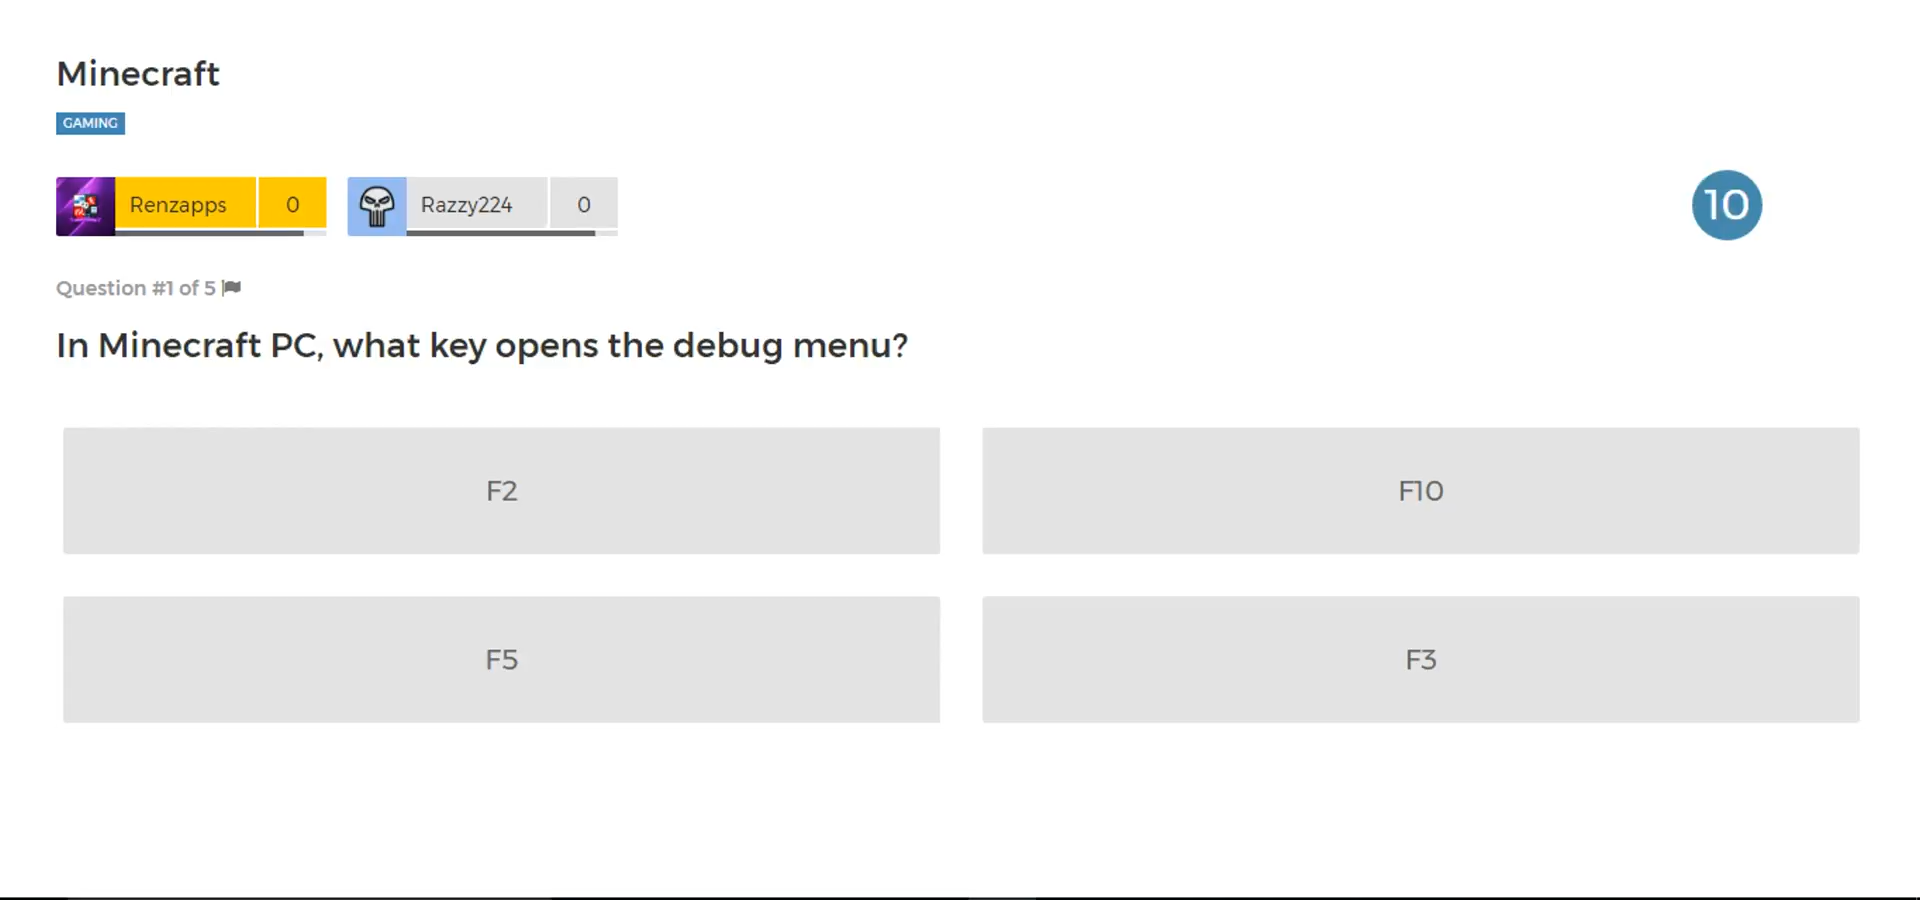 Minecraft
GAMING
Renzapps 0 Razzy224 0 10
Question #1 of 5
In Minecraft PC, what key opens the debug menu?
F2 F10
F5 F3